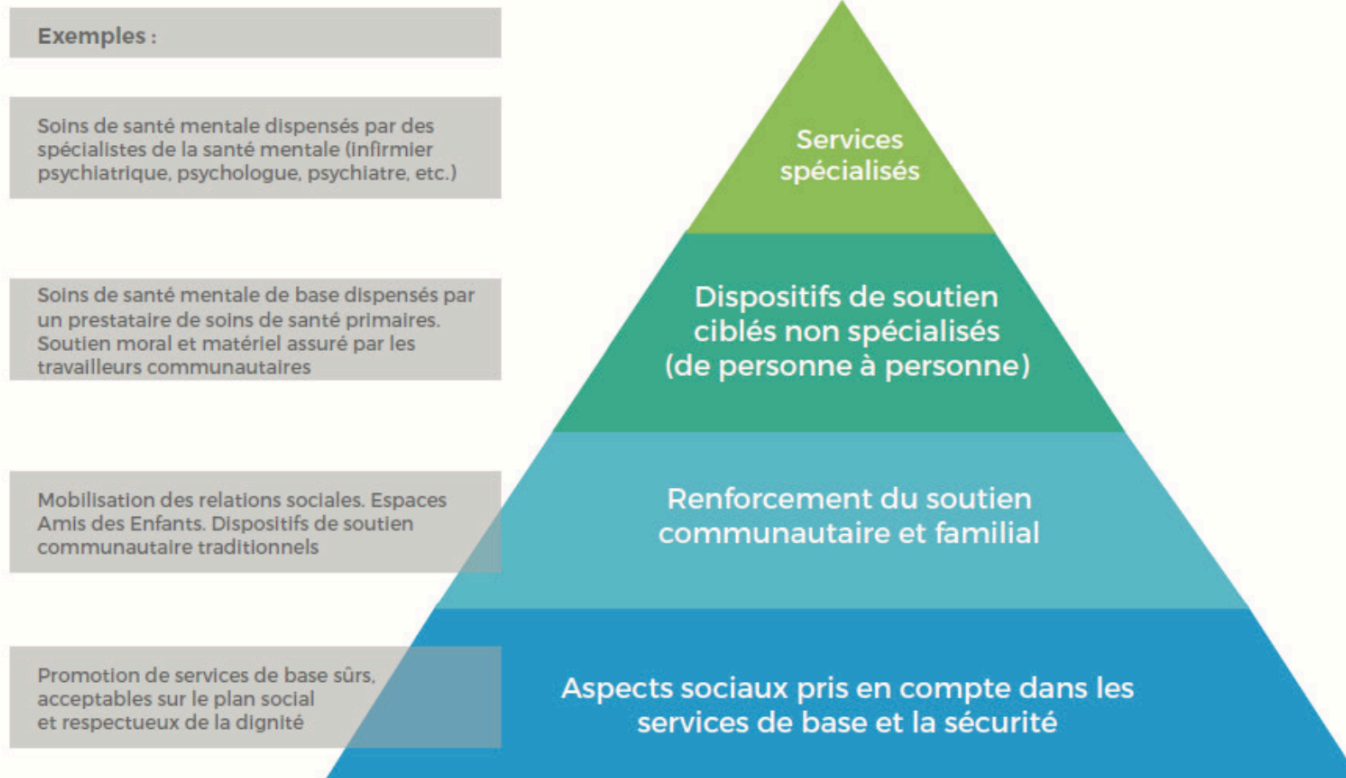 Exemples :
Soins de santé mentale dispensés par des
spécialistes de la santé mentale (infirmier
psychiatrique, psychologue, psychiatre, etc.)
Services
spécialisés
Soins de santé mentale de base dispensés par
un prestataire de soins de santé primaires.
Soutien moral et matériel assuré par les
travailleurs communautaires
Dispositifs de soutien
ciblés non spécialisés
(de personne à personne)
Mobilisation des relations sociales. Espaces
Amis des Enfants. Dispositifs de soutien
communautaire traditionnels
Renforcement du soutien
communautaire et familial
Promotion de services de base sûrs,
acceptables sur le plan social
et respectueux de la dignité
Aspects sociaux pris en compte dans les
services de base et la sécurité